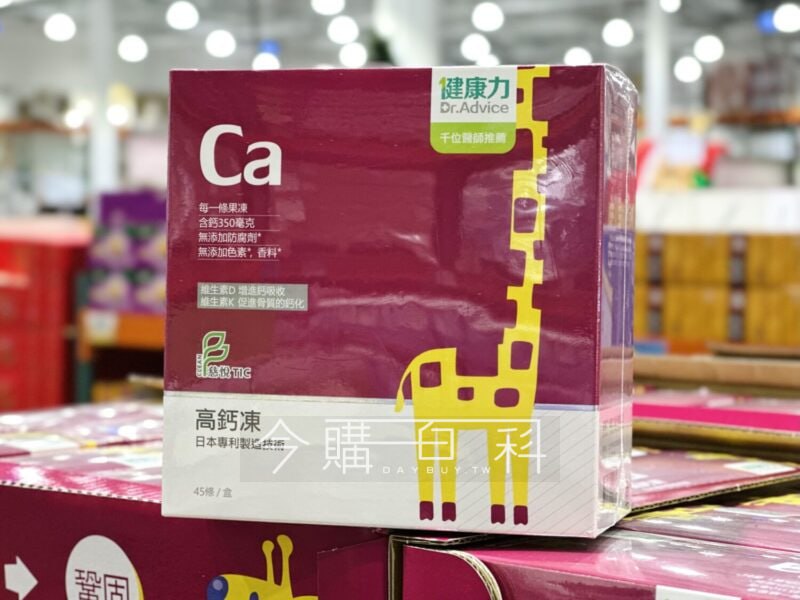 健康力
Dr.Advice
千位醫師推薦
Ca
每一條果凍
含鈣350毫克
無添加防腐劑*
無添加色素*, 香料*
維生素D 增進鈣吸收
維生素K 促進骨質的鈣化
慈悅TIC
高鈣凍
日本專利製造技術
45條/盒
今購百科
DAYBUY.TW
鞏固